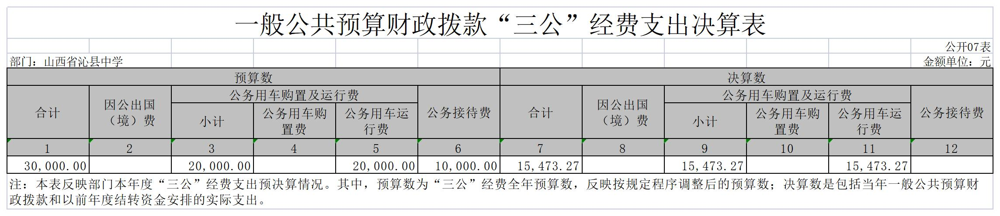 一般公共预算财政拨款“三公”经费支出决算表
公开07表
部门：山西省沁县中学
金额单位：元
预算数 决算数
合计 因公出国（境）费 公务用车购置及运行费 公务接待费 合计 因公出国（境）费 公务用车购置及运行费 公务接待费
小计 公务用车购置费 公务用车运行费 小计 公务用车购置费 公务用车运行费
1 2 3 4 5 6 7 8 9 10 11 12
30,000.00 20,000.00 20,000.00 10,000.00 15,473.27 15,473.27 15,473.27
注：本表反映部门本年度“三公”经费支出预决算情况。其中，预算数为“三公”经费全年预算数，反映按规定程序调整后的预算数；决算数是包括当年一般公共预算财
政拨款和以前年度结转资金安排的实际支出。